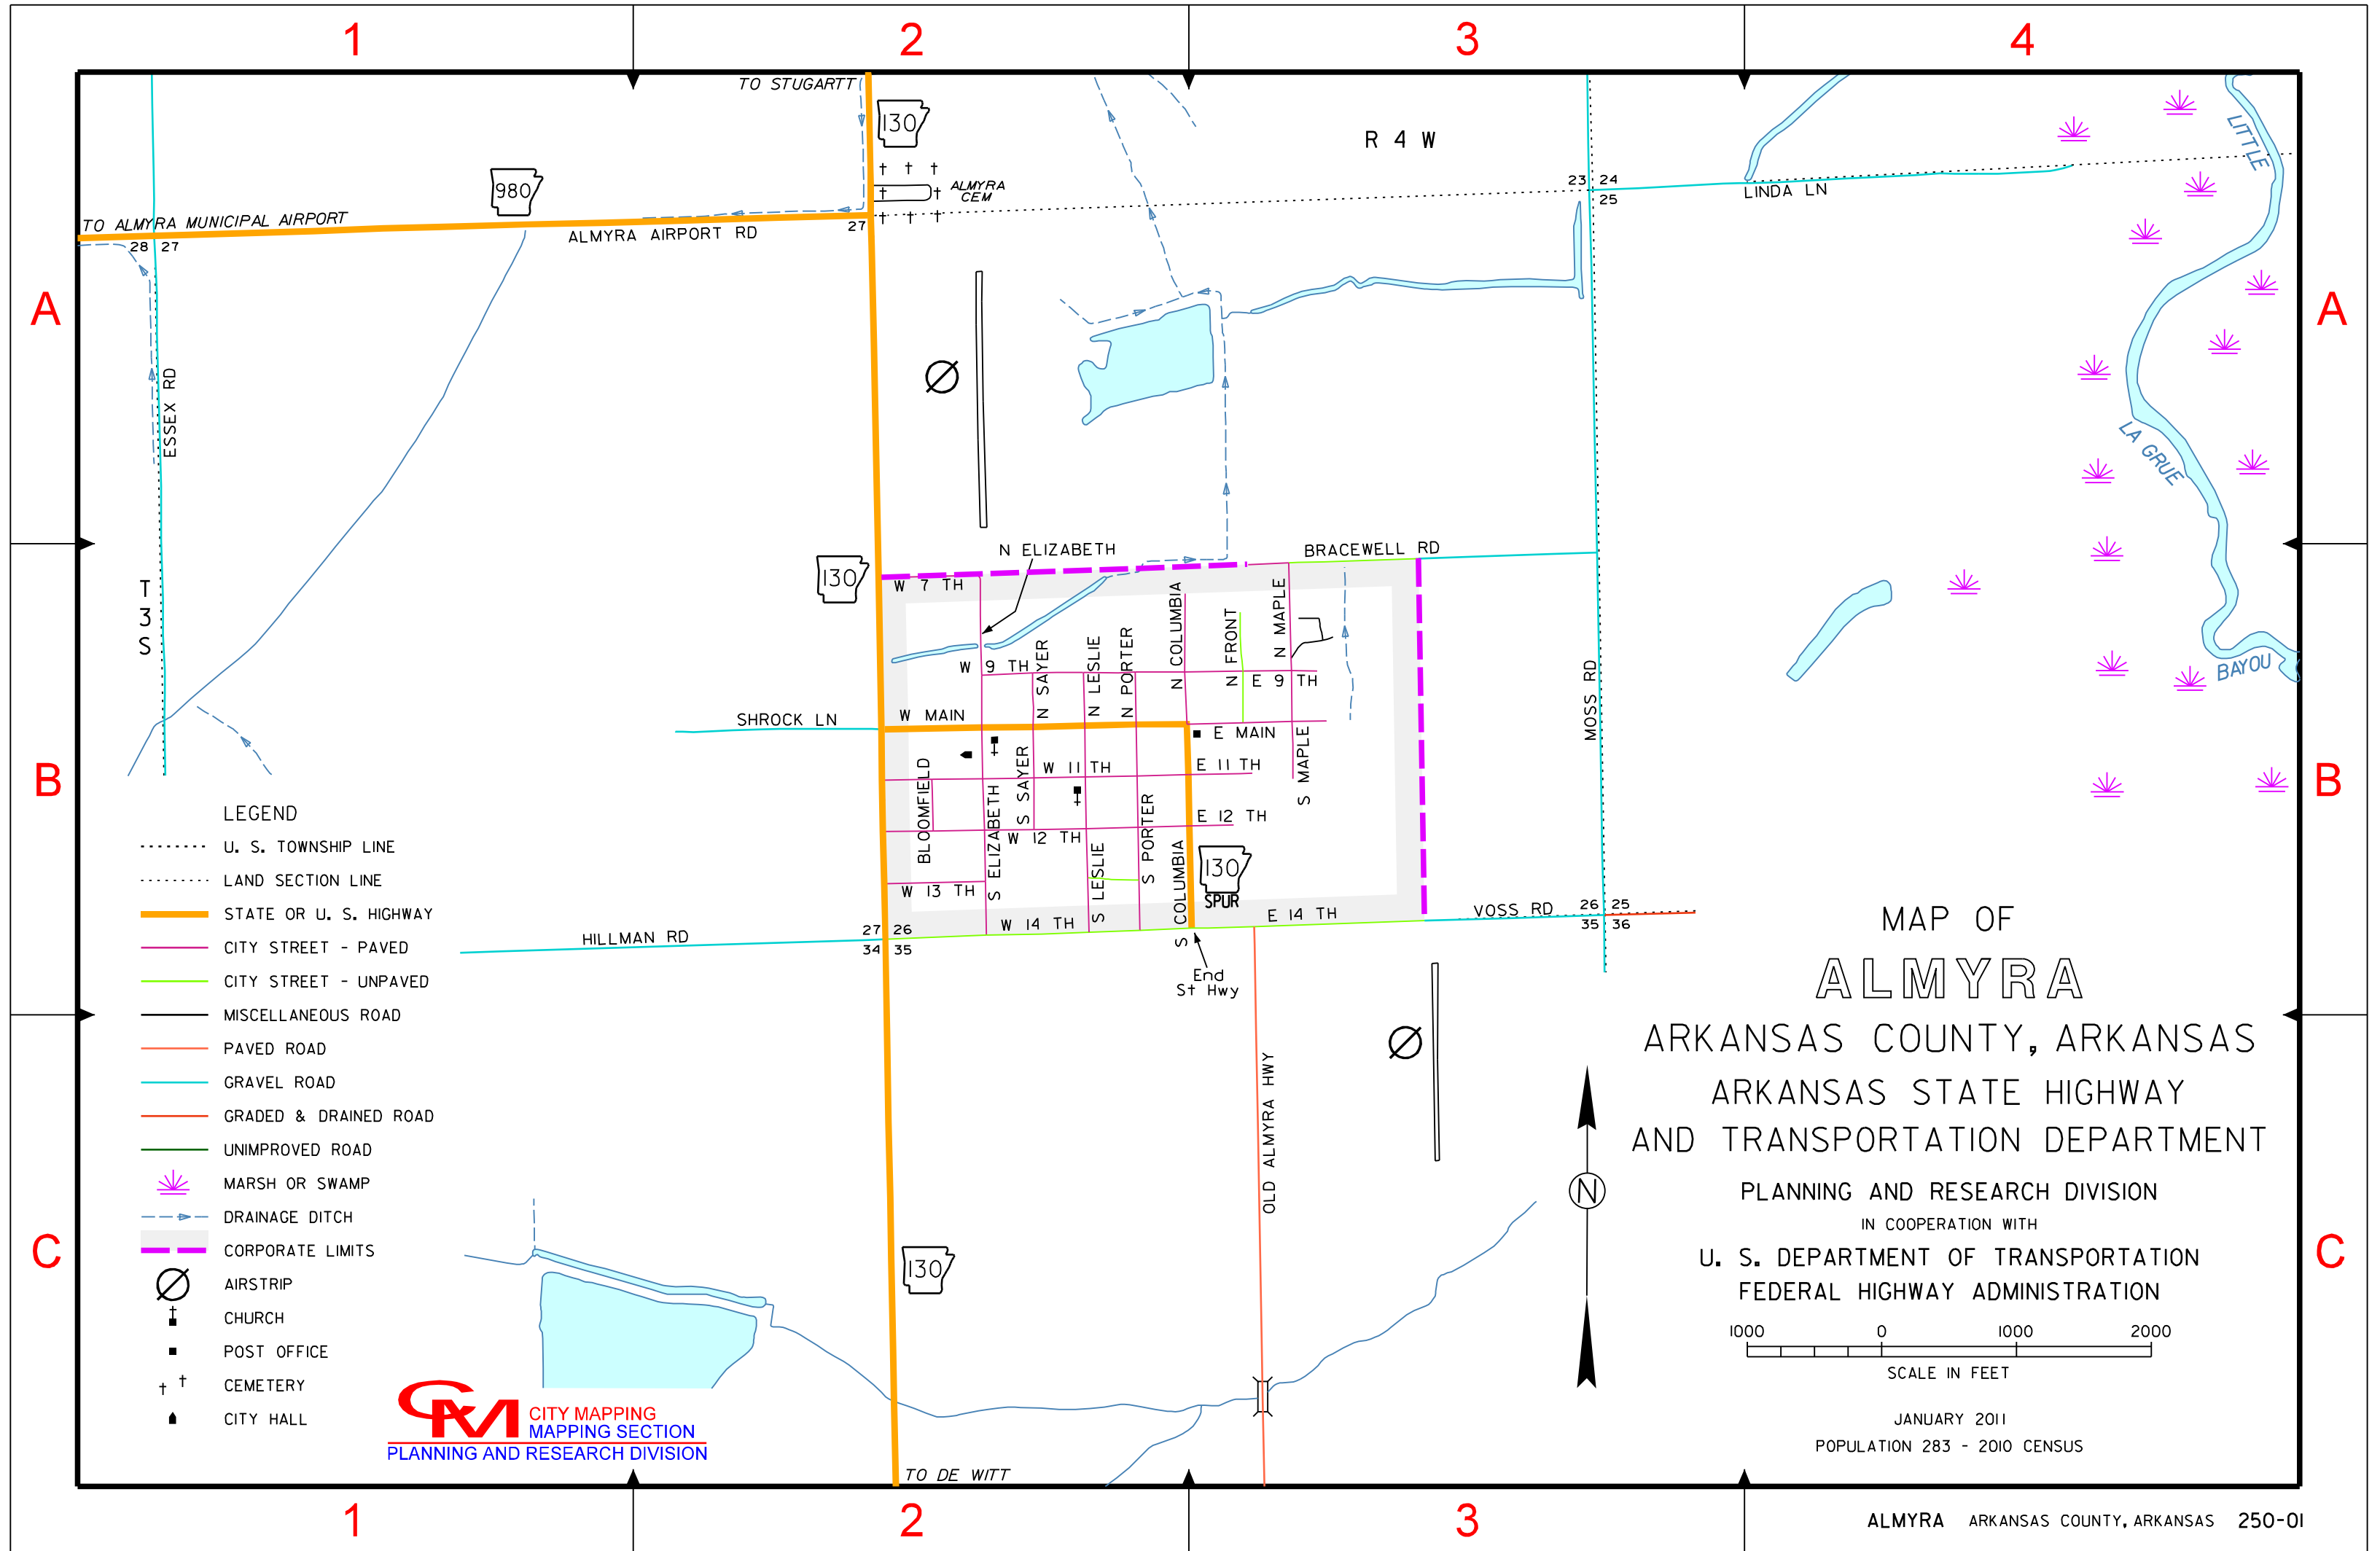 1 2 3 4
TO STUGARTT
130
R 4 W
LITTLE
980
ALMYRA
CEM
23 24
25
LINDA LN
TO ALMYRA MUNICIPAL AIRPORT
ALMYRA AIRPORT RD
27
28 27
A
A
ESSEX RD
LA GRUE
N ELIZABETH
BRACEWELL RD
130
W 7 TH
T
3
S
N COLUMBIA
N FRONT
N MAPLE
N SAYER
N LESLIE
N PORTER
W 9 TH
E 9 TH
MOSS RD
BAYOU
SHROCK LN
W MAIN
E MAIN
B
B
BLOOMFIELD
S ELIZABETH
S SAYER
W 11 TH
E 11 TH
S MAPLE
S PORTER
E 12 TH
W 12 TH
S LESLIE
S COLUMBIA
130
SPUR
W 13 TH
W 14 TH
E 14 TH
VOSS RD
26 25
35 36
HILLMAN RD
27 26
34 35
End
St Hwy
LEGEND
U. S. TOWNSHIP LINE
LAND SECTION LINE
STATE OR U. S. HIGHWAY
CITY STREET - PAVED
CITY STREET - UNPAVED
MISCELLANEOUS ROAD
PAVED ROAD
GRAVEL ROAD
GRADED & DRAINED ROAD
UNIMPROVED ROAD
MARSH OR SWAMP
DRAINAGE DITCH
CORPORATE LIMITS
AIRSTRIP
CHURCH
POST OFFICE
CEMETERY
CITY HALL
OLD ALMYRA HWY
130
C
C
N
MAP OF
ALMYRA
ARKANSAS COUNTY, ARKANSAS
ARKANSAS STATE HIGHWAY
AND TRANSPORTATION DEPARTMENT
PLANNING AND RESEARCH DIVISION
IN COOPERATION WITH
U. S. DEPARTMENT OF TRANSPORTATION
FEDERAL HIGHWAY ADMINISTRATION
1000 0 1000 2000
SCALE IN FEET
JANUARY 2011
POPULATION 283 - 2010 CENSUS
CM
CITY MAPPING
MAPPING SECTION
PLANNING AND RESEARCH DIVISION
TO DE WITT
1 2 3
ALMYRA ARKANSAS COUNTY, ARKANSAS 250-01